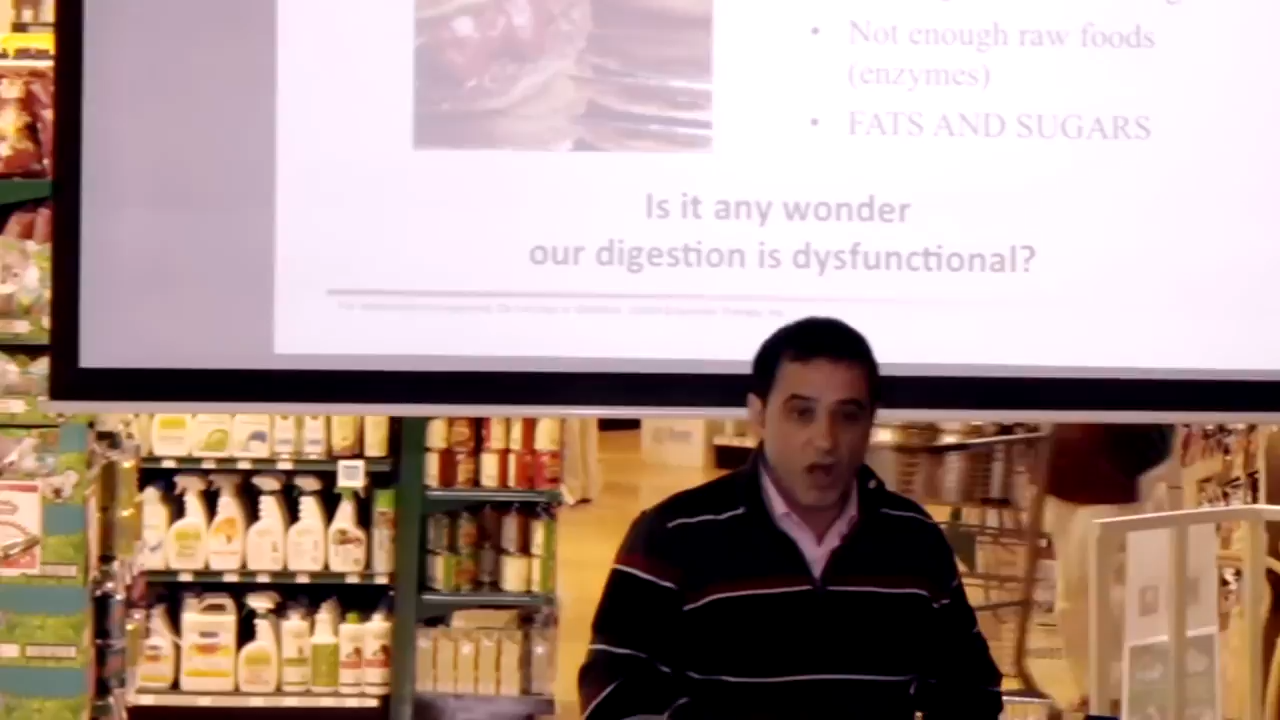 • Not enough raw foods
(enzymes)
• FATS AND SUGARS
Is it any wonder
our digestion is dysfunctional?